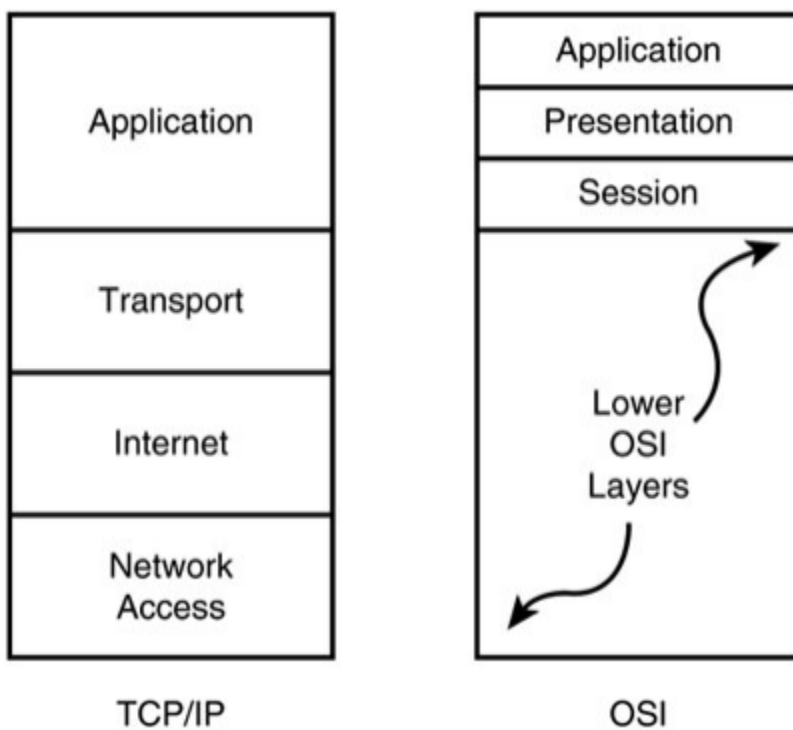 Application
Transport
Internet
Network
Access
TCP/IP
Application
Presentation
Session
Lower
OSI
Layers
OSI